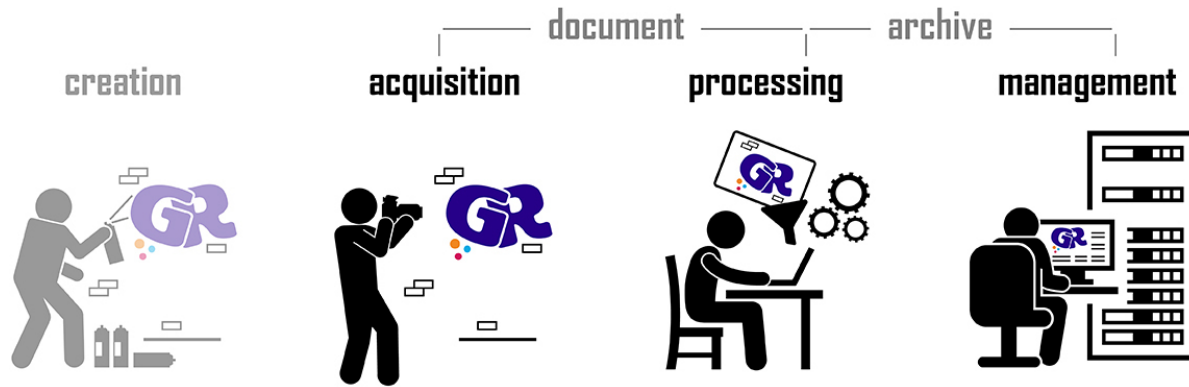 document archive
creation acquisition processing management
GR GR GR GR